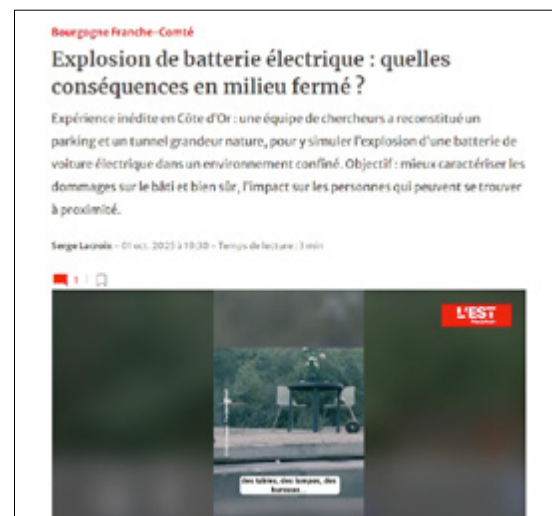 Bourgogne Franche-Comté
Explosion de batterie électrique : quelles
conséquences en milieu fermé ?
Expérience inédite en Côte d'Or : une équipe de chercheurs a reconstitué un
parking et un tunnel grandeur nature, pour y simuler l'explosion d'une batterie de
voiture électrique dans un environnement confiné. Objectif : mieux caractériser les
dommages sur le bâti et bien sûr, l'impact sur les personnes qui peuvent se trouver
à proximité.
Serge Lacroix - 01 oct. 2025 à 19:30 - Temps de lecture : 3 min
1
L'EST
des tables, des lampes, des
bureaux